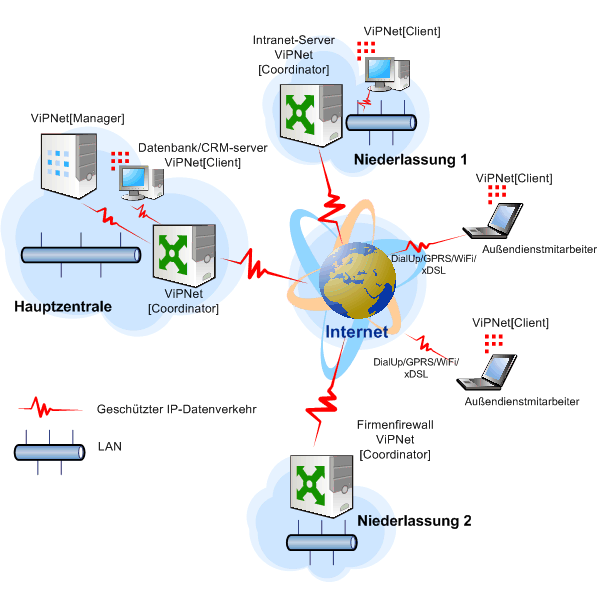 Intranet-Server
ViPNet
[Coordinator]
ViPNet[Client]
Niederlassung 1
ViPNet[Manager]
Datenbank/CRM-server
ViPNet[Client]
ViPNet
[Coordinator]
Hauptzentrale
ViPNet[Client]
Außendienstmitarbeiter
DialUp/GPRS/WiFi/
xDSL
Internet
ViPNet[Client]
DialUp/GPRS/WiFi/
xDSL
Außendienstmitarbeiter
Geschützter IP-Datenverkehr
LAN
Firmenfirewall
ViPNet
[Coordinator]
Niederlassung 2